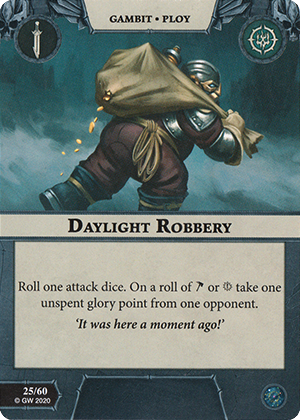 GAMBIT • PLOY
DAYLIGHT ROBBERY
Roll one attack dice. On a roll of or take one
unspent glory point from one opponent.
‘It was here a moment ago!’
25/60
© GW 2020